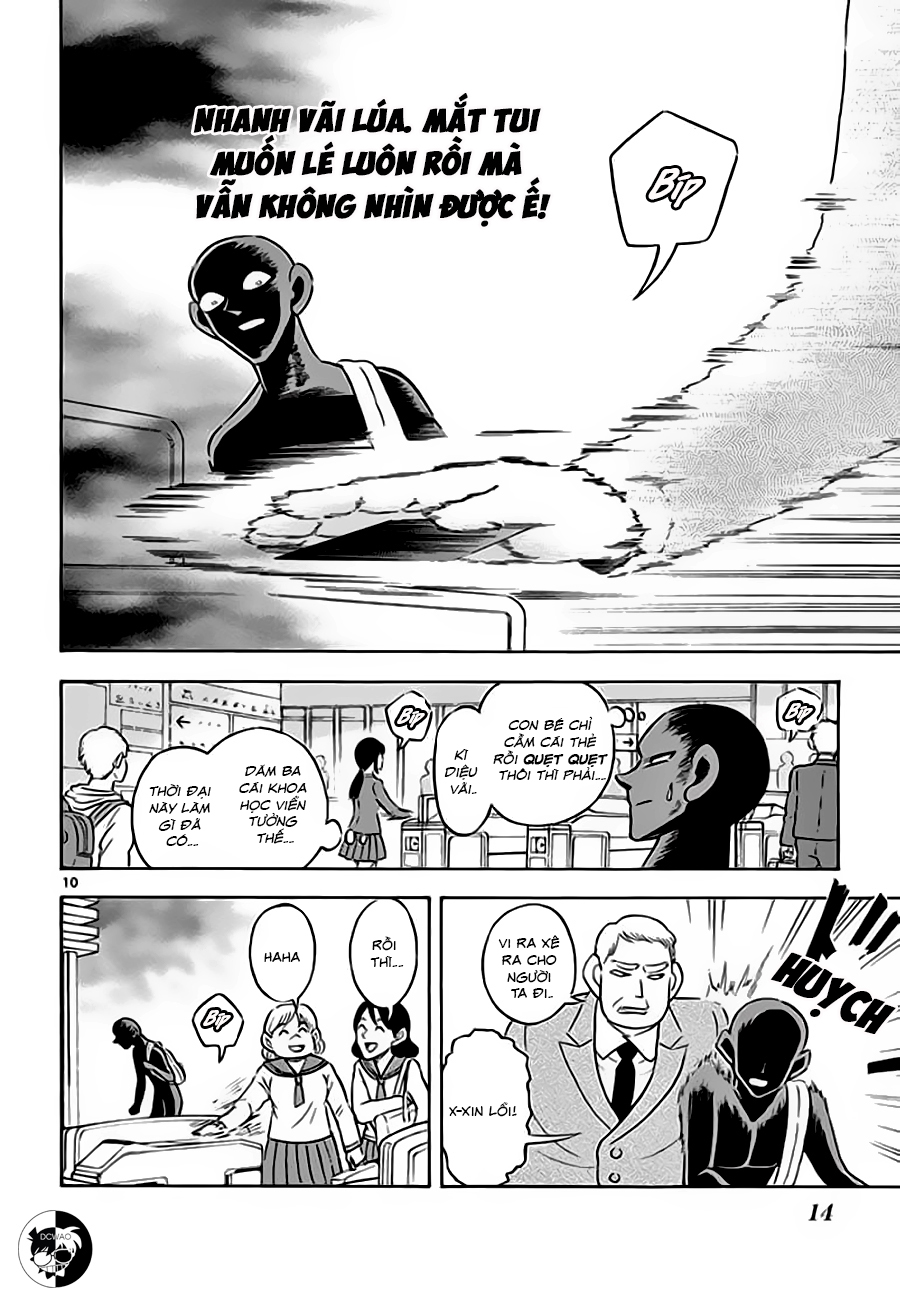 NHANH VÃI LÚA. MẮT TUI
MUỐN LÉ LUÔN RỒI MÀ
VẪN KHÔNG NHÌN ĐƯỢC Ế!
BÍP
BÍP
BÍP
CON BÉ CHỈ
CẦM CÁI THẺ
RỒI QUẸT QUẸT
THÔI THÌ PHẢI...
KÌ
DIỆU
VÃI..
DĂM BA
CÁI KHOA
HỌC VIỄN
TƯỞNG
THẾ...
THỜI ĐẠI
NÀY LÀM
GÌ ĐÃ
CÓ...
10
BÍP
HAHA
RỒI
THÌ...
VI RA XÊ
RA CHO
NGƯỜI
TA ĐI..
X-XIN LỖI!
HUỴCH
14
DCWAO